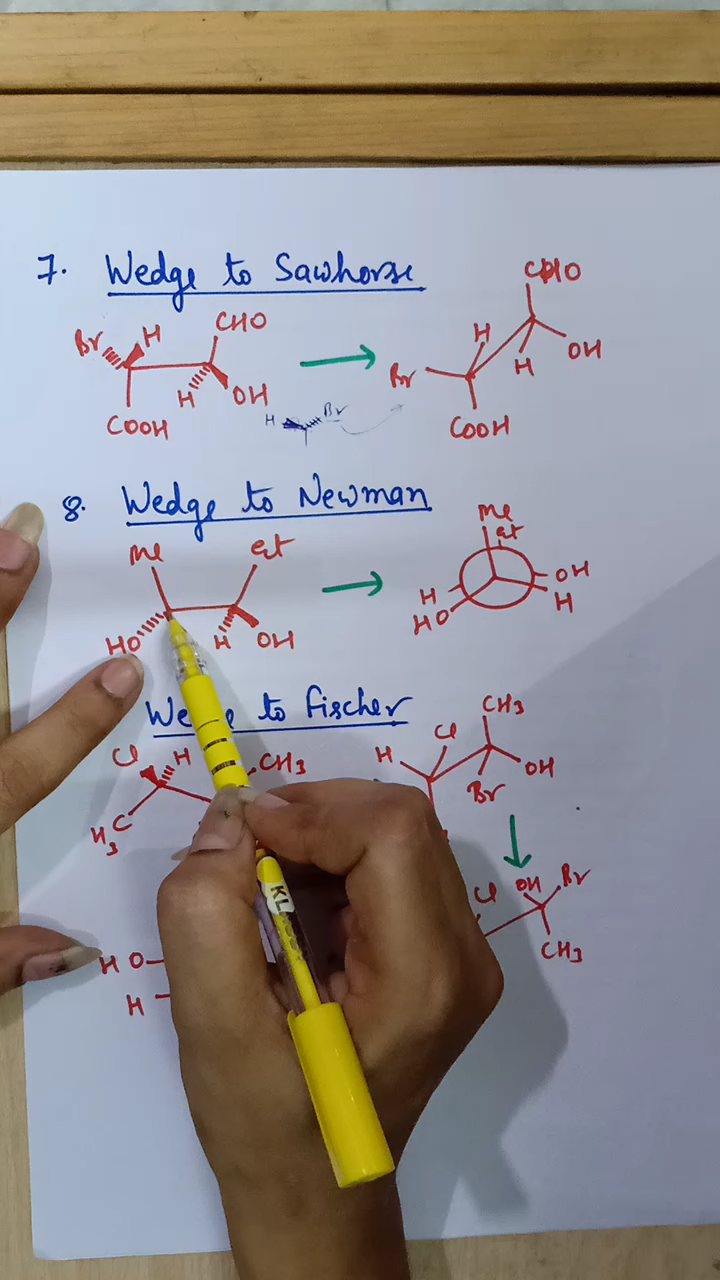 7. Wedge to Sawhorse
Br H CHO
H OH
COOH
H Br
CHO
H
Br H OH
COOH
8. Wedge to Newman
Me Et
HO H OH
Me
Et
H OH
HO H
to Fischer
Cl H CH3
H3C
CH3
H Cl
OH
Br
Cl OH Br
CH3
HO
H
KL